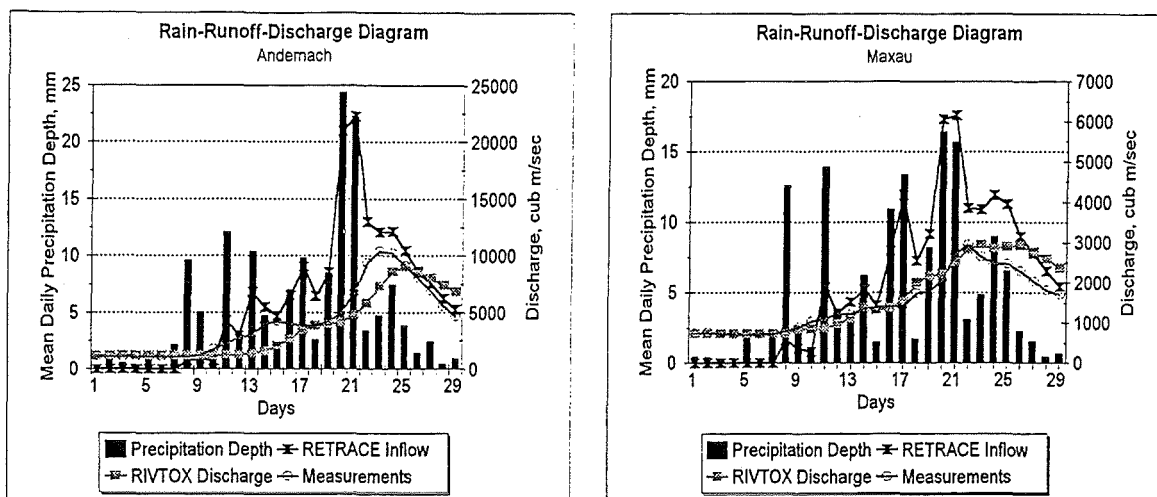 Rain-Runoff-Discharge Diagram
Andernach
Mean Daily Precipitation Depth, mm
25
20
15
10
5
0
25000
20000
15000
10000
5000
0
Discharge, cub m/sec
1 5 9 13 17 21 25 29
Days
Precipitation Depth RETRACE Inflow
RIVTOX Discharge Measurements
Rain-Runoff-Discharge Diagram
Maxau
Mean Daily Precipitation Depth, mm
20
15
10
5
0
7000
6000
5000
4000
3000
2000
1000
0
Discharge, cub m/sec
1 5 9 13 17 21 25 29
Days
Precipitation Depth RETRACE Inflow
RIVTOX Discharge Measurements